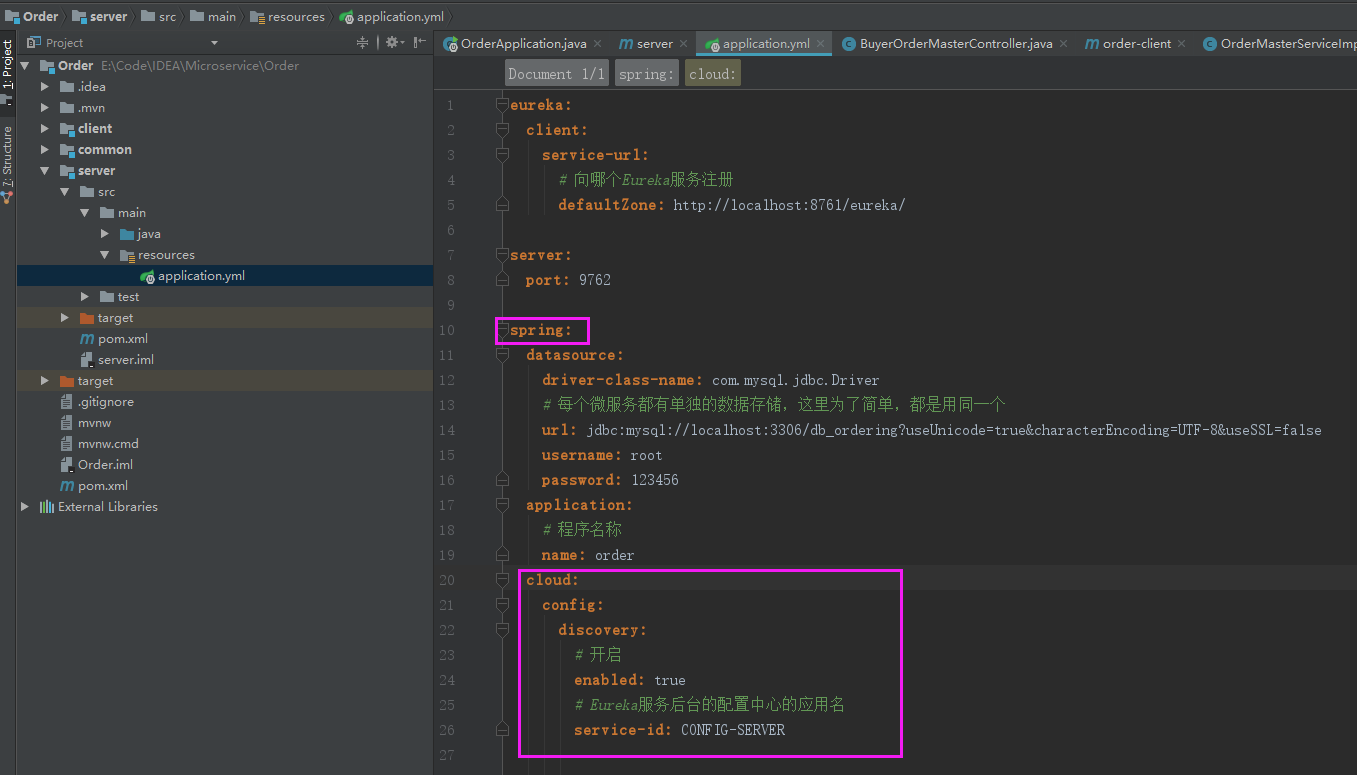 Order server src main resources application.yml
1: Project
7: Structure
Project
Order E:\Code\IDEA\Microservice\Order
.idea
.mvn
client
common
server
src
main
java
resources
application.yml
test
target
pom.xml
server.iml
target
.gitignore
mvnw
mvnw.cmd
Order.iml
pom.xml
External Libraries
OrderApplication.java server application.yml BuyerOrderMasterController.java order-client OrderMasterServiceImp
Document 1/1 spring: cloud:
1 eureka:
2 client:
3 service-url:
4 # 向哪个Eureka服务注册
5 defaultZone: http://localhost:8761/eureka/
6
7 server:
8 port: 9762
9
10 spring:
11 datasource:
12 driver-class-name: com.mysql.jdbc.Driver
13 # 每个微服务都有单独的数据存储，这里为了简单，都是用同一个
14 url: jdbc:mysql://localhost:3306/db_ordering?useUnicode=true&characterEncoding=UTF-8&useSSL=false
15 username: root
16 password: 123456
17 application:
18 # 程序名称
19 name: order
20 cloud:
21 config:
22 discovery:
23 # 开启
24 enabled: true
25 # Eureka服务后台的配置中心的应用名
26 service-id: CONFIG-SERVER
27